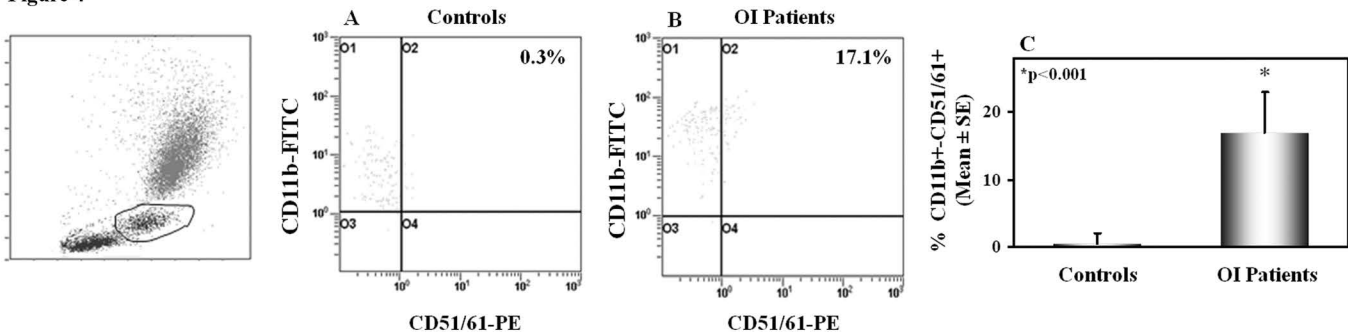 A Controls
B OI Patients
C
10³
O1 O2
0.3%
10²
10¹
10⁰
O3 O4
10⁰ 10¹ 10² 10³
CD11b-FITC
CD51/61-PE
10³
O1 O2
17.1%
10²
10¹
10⁰
O3 O4
10⁰ 10¹ 10² 10³
CD11b-FITC
CD51/61-PE
*p<0.001
*
% CD11b+-CD51/61+
(Mean ± SE)
20
10
0
Controls
OI Patients